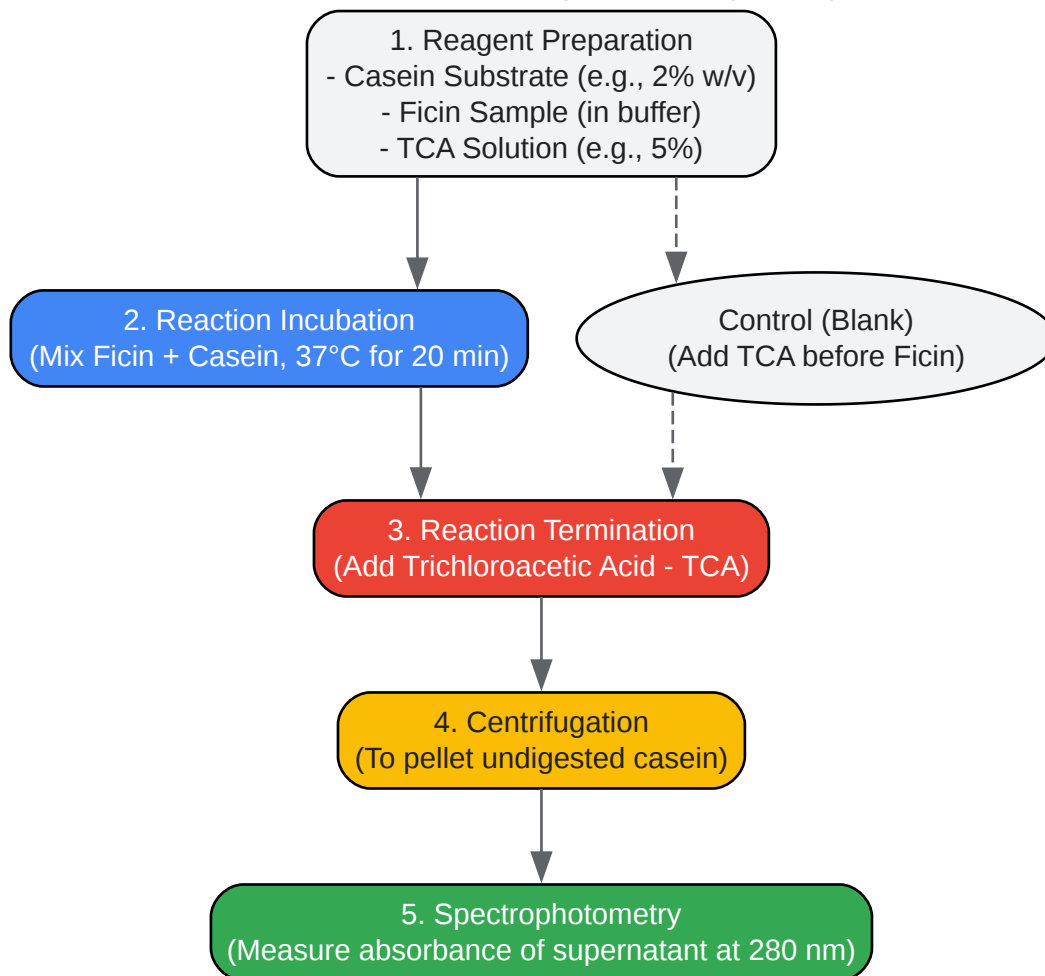 1. Reagent Preparation
- Casein Substrate (e.g., 2% w/v)
- Ficin Sample (in buffer)
- TCA Solution (e.g., 5%)
2. Reaction Incubation
(Mix Ficin + Casein, 37°C for 20 min)
Control (Blank)
(Add TCA before Ficin)
3. Reaction Termination
(Add Trichloroacetic Acid - TCA)
4. Centrifugation
(To pellet undigested casein)
5. Spectrophotometry
(Measure absorbance of supernatant at 280 nm)